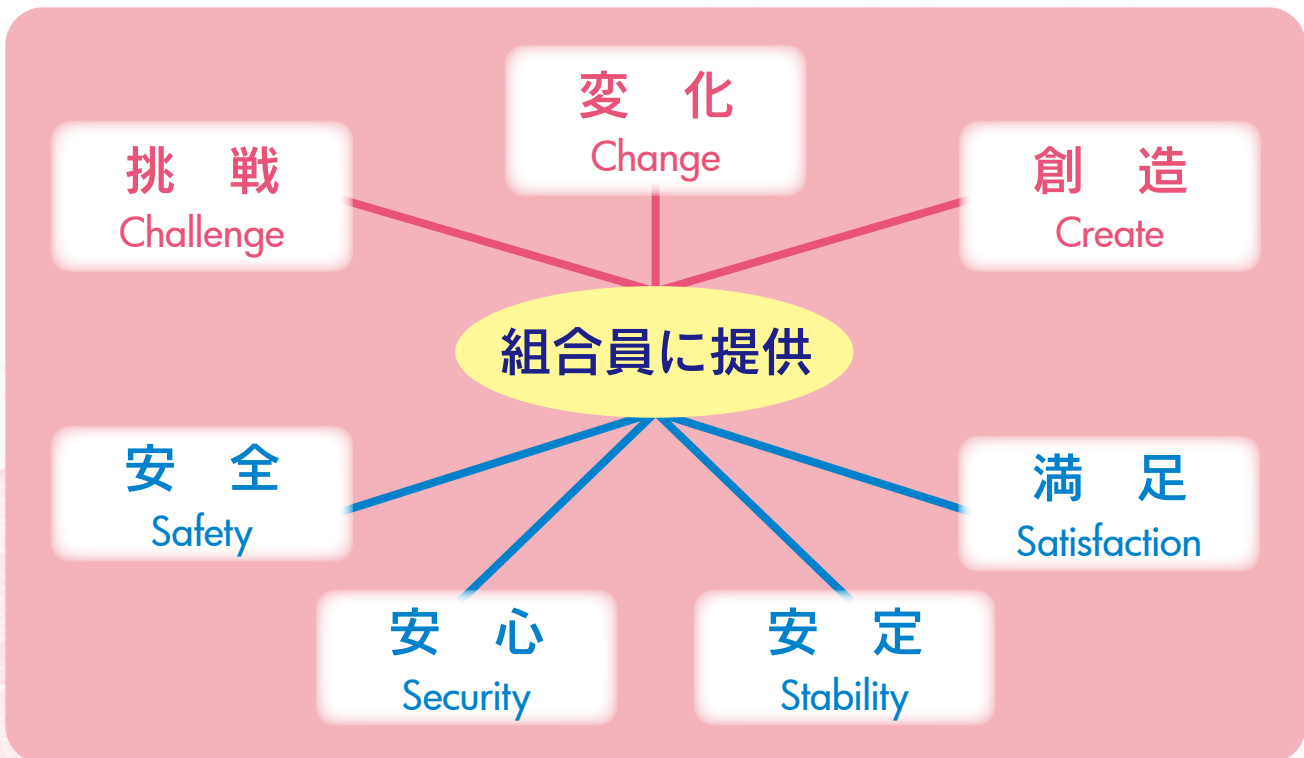 変　化
Change
挑　戦
Challenge
創　造
Create
組合員に提供
安　全
Safety
満　足
Satisfaction
安　心
Security
安　定
Stability